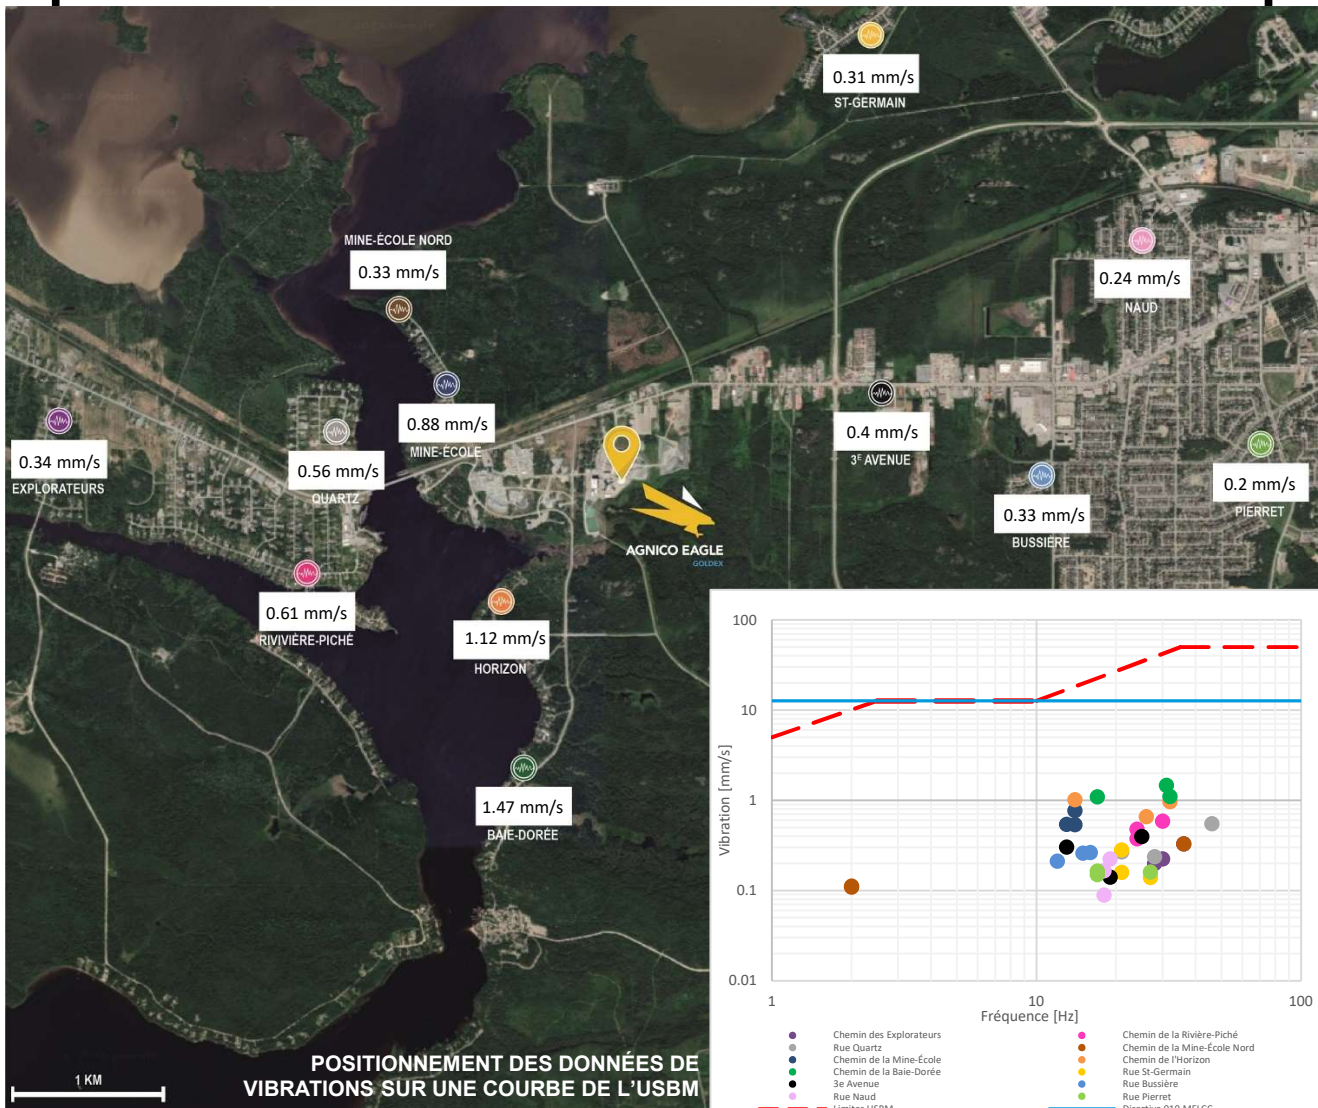 0.31 mm/s
ST-GERMAIN
MINE-ÉCOLE NORD
0.33 mm/s
0.24 mm/s
NAUD
0.88 mm/s
MINE-ÉCOLE
0.4 mm/s
3E AVENUE
0.34 mm/s
EXPLORATEURS
0.56 mm/s
QUARTZ
0.2 mm/s
PIERRET
0.33 mm/s
BUSSIÈRE
AGNICO EAGLE
GOLDEX
0.61 mm/s
RIVIVIÈRE-PICHÉ
1.12 mm/s
HORIZON
1.47 mm/s
BAIE-DORÉE
POSITIONNEMENT DES DONNÉES DE
VIBRATIONS SUR UNE COURBE DE L'USBM
1 KM
100
10
1
0.1
0.01
Vibration [mm/s]
1 10 100
Fréquence [Hz]
Chemin des Explorateurs
Chemin de la Rivière-Piché
Rue Quartz
Chemin de la Mine-École Nord
Chemin de la Mine-École
Chemin de l'Horizon
Chemin de la Baie-Dorée
Rue St-Germain
3e Avenue
Rue Bussière
Rue Naud
Rue Pierret
Limites USBM
Directive 019 MELCC